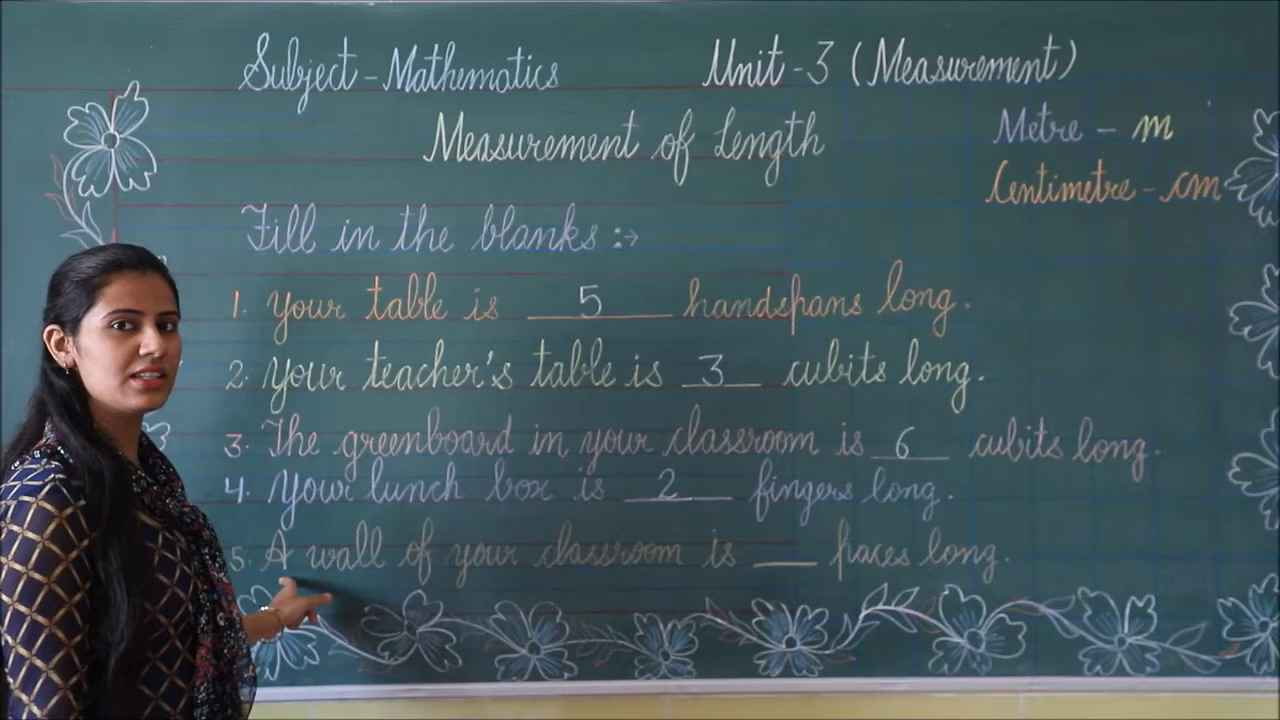 Subject - Mathematics
Unit - 3 (Measurement)
Measurement of Length
Metre - m
Centimetre - cm
Fill in the blanks :→
1. Your table is 5 handspans long.
2. Your teacher's table is 3 cubits long.
3. The greenboard in your classroom is 6 cubits long.
4. Your lunch box is 2 fingers long.
5. A wall of your classroom is ___ paces long.